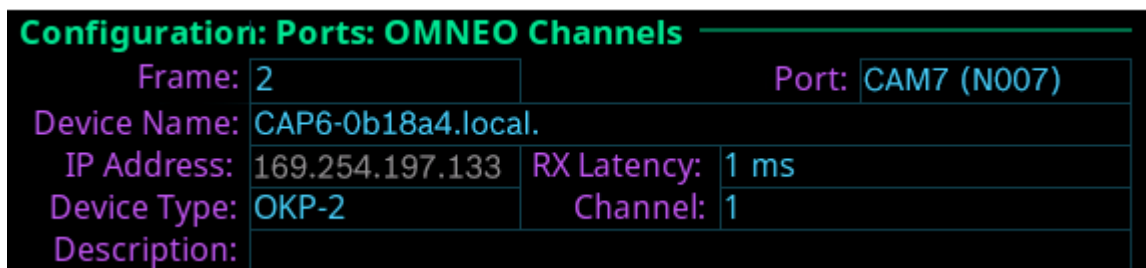 Configuration: Ports: OMNEO Channels
Frame: 2 Port: CAM7 (N007)
Device Name: CAP6-0b18a4.local.
IP Address: 169.254.197.133 RX Latency: 1 ms
Device Type: OKP-2 Channel: 1
Description: